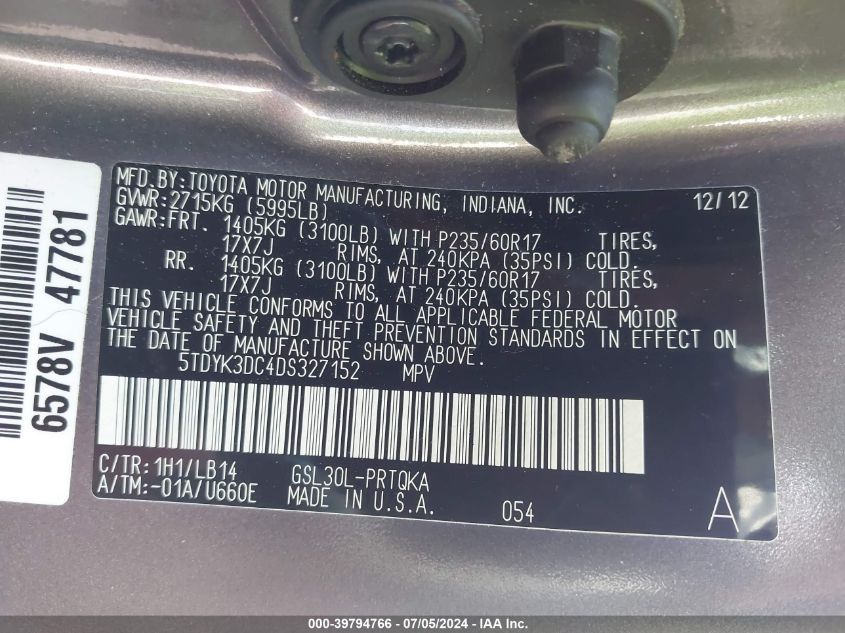 MFD.BY:TOYOTA MOTOR MANUFACTURING, INDIANA, INC. 12/12
GVWR:2715KG (5995LB)
GAWR:FRT. 1405KG (3100LB) WITH P235/60R17 TIRES,
17X7J RIMS, AT 240KPA (35PSI) COLD.
RR. 1405KG (3100LB) WITH P235/60R17 TIRES,
17X7J RIMS, AT 240KPA (35PSI) COLD.
THIS VEHICLE CONFORMS TO ALL APPLICABLE FEDERAL MOTOR
VEHICLE SAFETY AND THEFT PREVENTION STANDARDS IN EFFECT ON
THE DATE OF MANUFACTURE SHOWN ABOVE.
5TDYK3DC4DS327152 MPV
C/TR:1H1/LB14 GSL30L-PRTQKA
A/TM:-01A/U660E MADE IN U.S.A. 054 A
6578V 47781
000-39794766 - 07/05/2024 - IAA Inc.